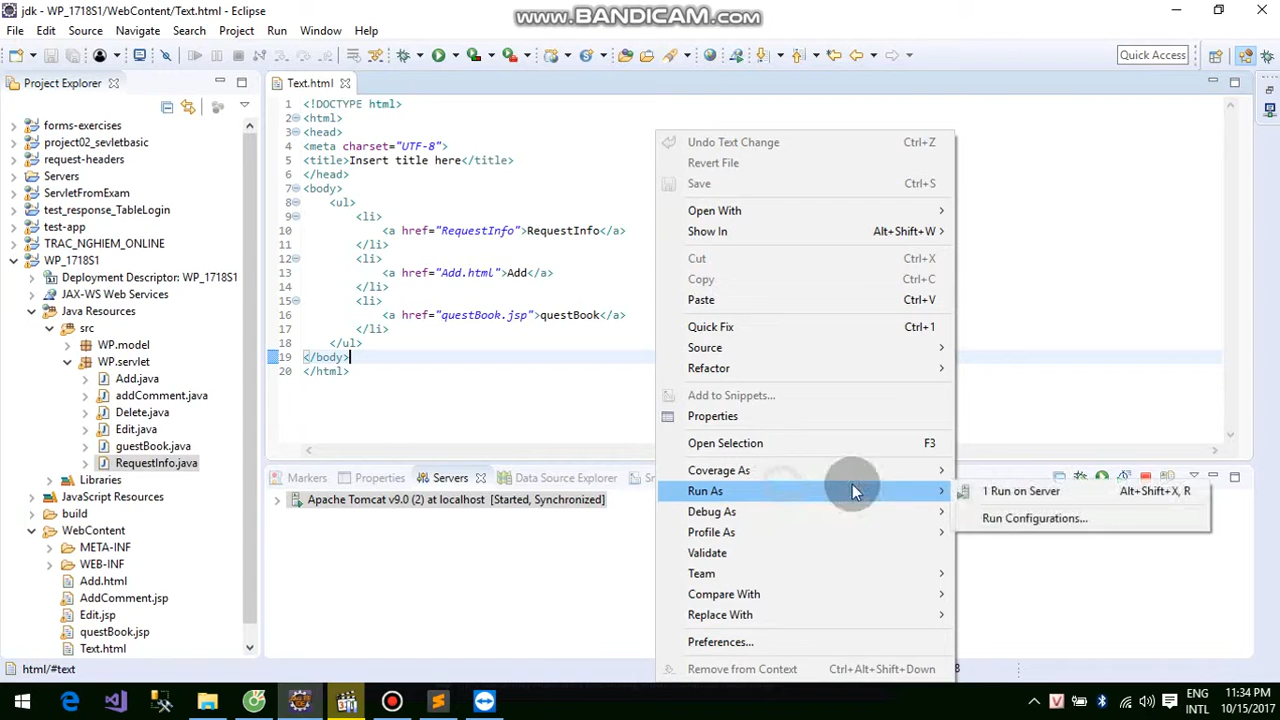 jdk - WP_1718S1/WebContent/Text.html - Eclipse
www.BANDICAM.com
File Edit Source Navigate Search Project Run Window Help
Quick Access
Project Explorer
forms-exercises
project02_sevletbasic
request-headers
Servers
ServletFromExam
test_response_TableLogin
test-app
TRAC_NGHIEM_ONLINE
WP_1718S1
Deployment Descriptor: WP_1718S1
JAX-WS Web Services
Java Resources
src
WP.model
WP.servlet
Add.java
addComment.java
Delete.java
Edit.java
guestBook.java
RequestInfo.java
Libraries
JavaScript Resources
build
WebContent
META-INF
WEB-INF
Add.html
AddComment.jsp
Edit.jsp
questBook.jsp
Text.html
Text.html
1 <!DOCTYPE html>
2 <html>
3 <head>
4 <meta charset="UTF-8">
5 <title>Insert title here</title>
6 </head>
7 <body>
8 <ul>
9 <li>
10 <a href="RequestInfo">RequestInfo</a>
11 </li>
12 <li>
13 <a href="Add.html">Add</a>
14 </li>
15 <li>
16 <a href="questBook.jsp">questBook</a>
17 </li>
18 </ul>
19 </body>
20 </html>
Markers Properties Servers Data Source Explorer Sn
Apache Tomcat v9.0 (2) at localhost [Started, Synchronized]
Undo Text Change Ctrl+Z
Revert File
Save Ctrl+S
Open With
Show In Alt+Shift+W
Cut Ctrl+X
Copy Ctrl+C
Paste Ctrl+V
Quick Fix Ctrl+1
Source
Refactor
Add to Snippets...
Properties
Open Selection F3
Coverage As
Run As
Debug As
Profile As
Validate
Team
Compare With
Replace With
Preferences...
Remove from Context Ctrl+Alt+Shift+Down
1 Run on Server Alt+Shift+X, R
Run Configurations...
html/#text
8
ENG 11:34 PM
INTL 10/15/2017